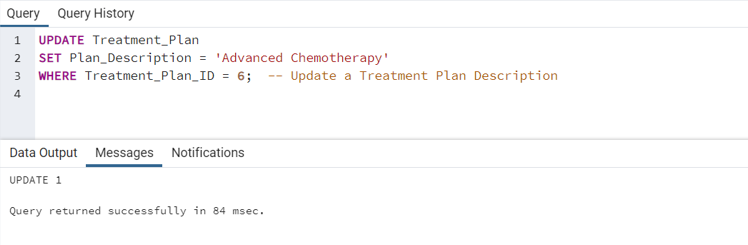 Query Query History
1 UPDATE Treatment_Plan
2 SET Plan_Description = 'Advanced Chemotherapy'
3 WHERE Treatment_Plan_ID = 6;  -- Update a Treatment Plan Description
4
Data Output Messages Notifications
UPDATE 1
Query returned successfully in 84 msec.